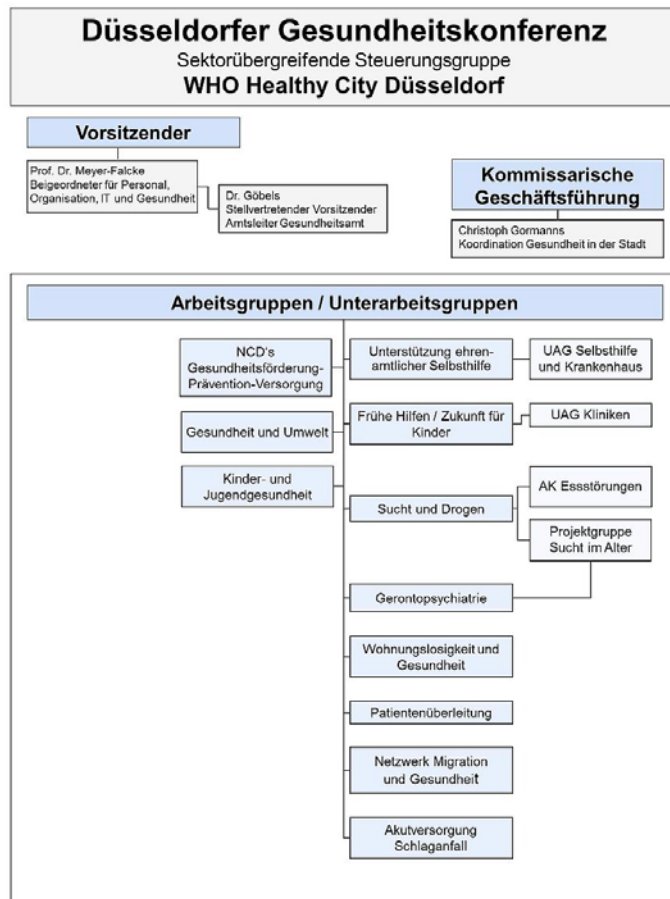 Düsseldorfer Gesundheitskonferenz
Sektorübergreifende Steuerungsgruppe
WHO Healthy City Düsseldorf
Vorsitzender
Prof. Dr. Meyer-Falcke
Beigeordneter für Personal,
Organisation, IT und Gesundheit
Dr. Göbels
Stellvertretender Vorsitzender
Amtsleiter Gesundheitsamt
Kommissarische
Geschäftsführung
Christoph Gormanns
Koordination Gesundheit in der Stadt
Arbeitsgruppen / Unterarbeitsgruppen
NCD's
Gesundheitsförderung-
Prävention-Versorgung
Gesundheit und Umwelt
Kinder- und
Jugendgesundheit
Unterstützung ehren-
amtlicher Selbsthilfe
UAG Selbsthilfe
und Krankenhaus
Frühe Hilfen / Zukunft für
Kinder
UAG Kliniken
Sucht und Drogen
AK Essstörungen
Projektgruppe
Sucht im Alter
Gerontopsychiatrie
Wohnungslosigkeit und
Gesundheit
Patientenüberleitung
Netzwerk Migration
und Gesundheit
Akutversorgung
Schlaganfall